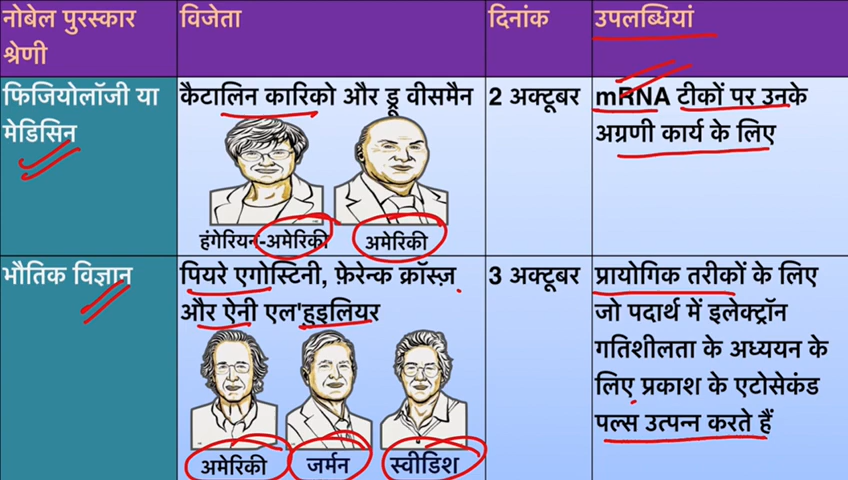 नोबेल पुरस्कार
श्रेणी
विजेता
दिनांक
उपलब्धियां
फिजियोलॉजी या
मेडिसिन
कैटालिन कारिको और ड्रू वीसमैन
हंगेरियन-अमेरिकी
अमेरिकी
2 अक्टूबर
mRNA टीकों पर उनके
अग्रणी कार्य के लिए
भौतिक विज्ञान
पियरे एगोस्टिनी, फ़ेरेन्क क्रॉस्ज़
और ऐनी एल'हुइलियर
अमेरिकी
जर्मन
स्वीडिश
3 अक्टूबर
प्रायोगिक तरीकों के लिए
जो पदार्थ में इलेक्ट्रॉन
गतिशीलता के अध्ययन के
लिए प्रकाश के एटोसेकंड
पल्स उत्पन्न करते हैं